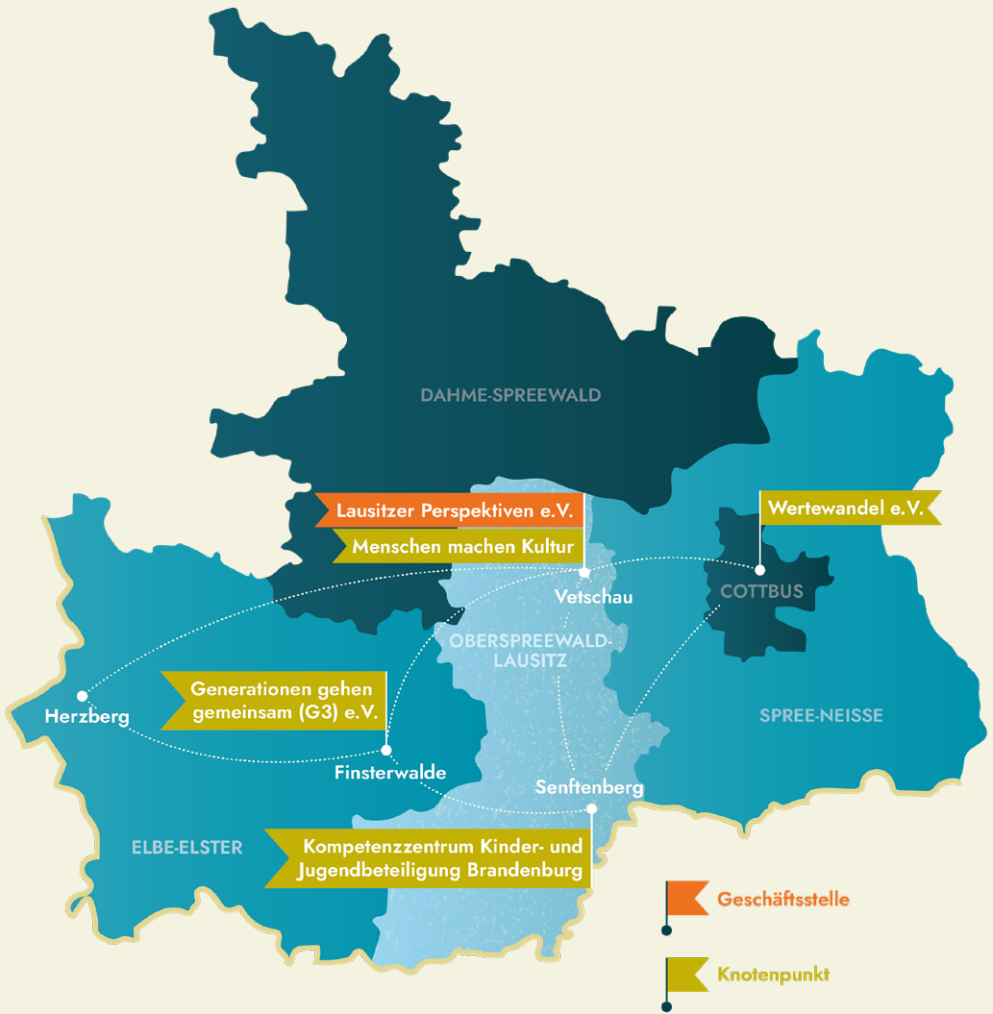 DAHME-SPREEWALD
Lausitzer Perspektiven e.V.
Menschen machen Kultur
Wertewandel e.V.
Vetschau
COTTBUS
OBERSPREEWALD-
LAUSITZ
Generationen gehen
gemeinsam (G3) e.V.
Herzberg
SPREE-NEISSE
Finsterwalde
Senftenberg
ELBE-ELSTER
Kompetenzzentrum Kinder- und
Jugendbeteiligung Brandenburg
Geschäftsstelle
Knotenpunkt